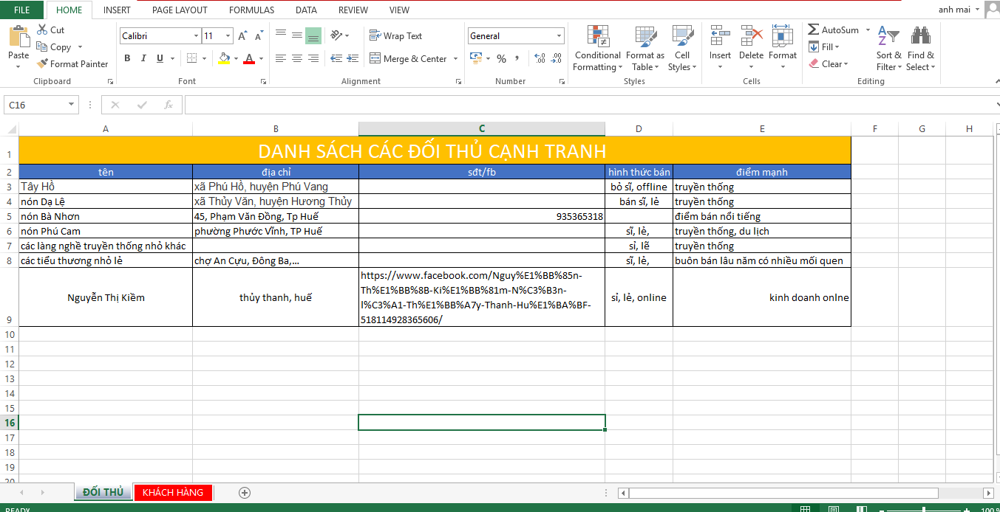 FILE HOME INSERT PAGE LAYOUT FORMULAS DATA REVIEW VIEW anh mai
Paste Cut Copy Format Painter
Calibri 11 B I U A A A
Wrap Text Merge & Center
General % , .00
Conditional Formatting Format as Table Cell Styles
Insert Delete Format
AutoSum Fill Clear Sort & Filter Find & Select
Clipboard Font Alignment Number Styles Cells Editing
C16 fx
A B C D E F G H
1 DANH SÁCH CÁC ĐỐI THỦ CẠNH TRANH
2 tên địa chỉ sđt/fb hình thức bán điểm mạnh
3 Tây Hồ xã Phú Hồ, huyện Phú Vang bỏ sĩ, offline truyền thống
4 nón Dạ Lệ xã Thủy Văn, huyện Hương Thủy bán sĩ, lẻ truyền thống
5 nón Bà Nhơn 45, Phạm Văn Đồng, Tp Huế 935365318 điểm bán nổi tiếng
6 nón Phú Cam phường Phước Vĩnh, TP Huế sĩ, lẻ, truyền thống, du lịch
7 các làng nghề truyền thống nhỏ khác sỉ, lẽ truyền thống
8 các tiểu thương nhỏ lẻ chợ An Cựu, Đông Ba,... sĩ, lẻ, buôn bán lâu năm có nhiều mối quen
9 Nguyễn Thị Kiềm thủy thanh, huế
https://www.facebook.com/Nguy%E1%BB%85n-
Th%E1%BB%8B-Ki%E1%BB%81m-N%C3%B3n-
l%C3%A1-Th%E1%BB%A7y-Thanh-Hu%E1%BA%BF-
518114928365606/
sỉ, lẻ, online kinh doanh onlne
10
11
12
13
14
15
16
17
18
19
20
ĐỐI THỦ KHÁCH HÀNG
READY 100%